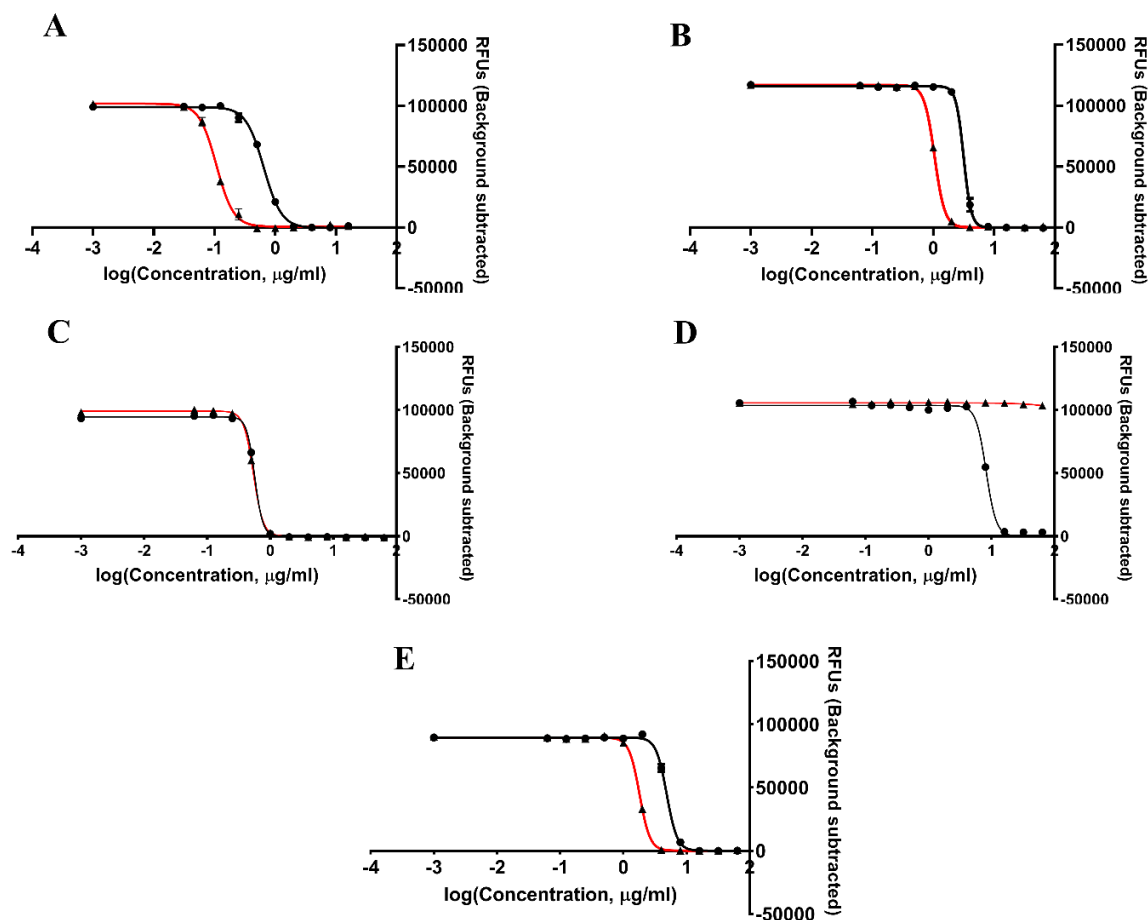 A
150000
100000
50000
0
-50000
RFUs (Background subtracted)
-4 -3 -2 -1 0 1 2
log(Concentration, μg/ml)
B
150000
100000
50000
0
-50000
RFUs (Background subtracted)
-4 -3 -2 -1 0 1 2
log(Concentration, μg/ml)
C
150000
100000
50000
0
-50000
RFUs (Background subtracted)
-4 -3 -2 -1 0 1 2
log(Concentration, μg/ml)
D
150000
100000
50000
0
-50000
RFUs (Background subtracted)
-4 -3 -2 -1 0 1 2
log(Concentration, μg/ml)
E
150000
100000
50000
0
-50000
RFUs (Background subtracted)
-4 -3 -2 -1 0 1 2
log(Concentration, μg/ml)